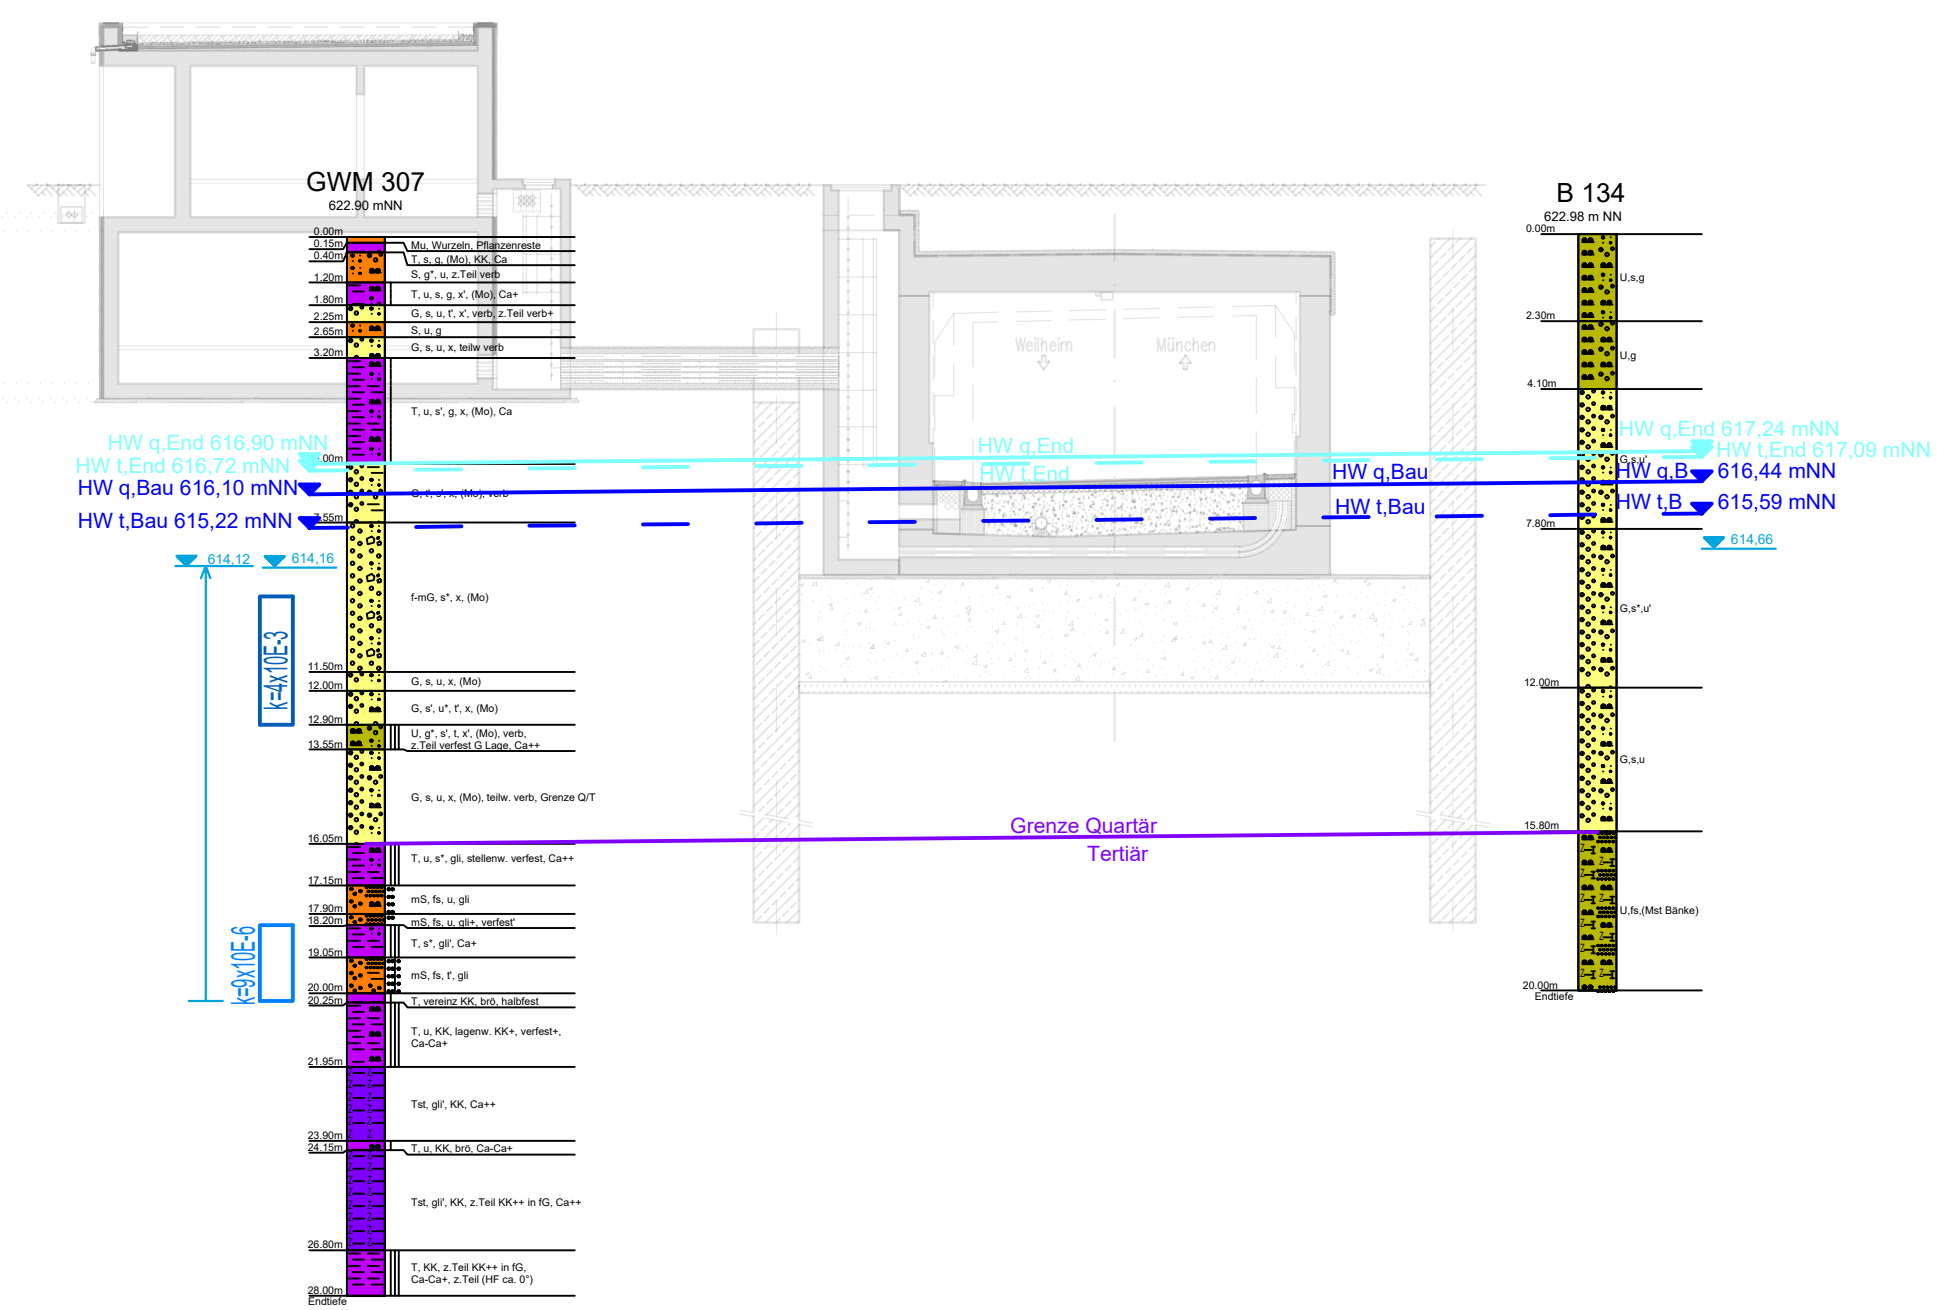 GWM 307
622.90 mNN
0.00m
0.15m
Mu, Wurzeln, Pflanzenreste
0.40m
T, s, g, (Mo), KK, Ca
S, g*, u, z.Teil verb
1.20m
T, u, s, g, x', (Mo), Ca+
1.80m
G, s, u, t', x', verb, z.Teil verb+
2.25m
S, u, g
2.65m
G, s, u, x, teilw verb
3.20m
T, u, s', g, x, (Mo), Ca
HW q,End 616,90 mNN
HW t,End 616,72 mNN
HW q,Bau 616,10 mNN
HW t,Bau 615,22 mNN
7.55m
614,12
614,16
f-mG, s*, x, (Mo)
k=4x10E-3
11.50m
G, s, u, x, (Mo)
12.00m
G, s', u*, t', x, (Mo)
12.90m
U, g*, s', t, x', (Mo), verb,
z.Teil verfest G Lage, Ca++
13.55m
G, s, u, x, (Mo), teilw. verb, Grenze Q/T
16.05m
T, u, s*, gli, stellenw. verfest, Ca++
17.15m
mS, fs, u, gli
17.90m
mS, fs, u, gli+, verfest'
18.20m
T, s*, gli', Ca+
k=9x10E-6
19.05m
mS, fs, t', gli
20.00m
T, vereinz KK, brö, halbfest
20.25m
T, u, KK, lagenw. KK+, verfest+,
Ca-Ca+
21.95m
Tst, gli', KK, Ca++
23.90m
T, u, KK, brö, Ca-Ca+
24.15m
Tst, gli', KK, z.Teil KK++ in fG, Ca++
26.80m
T, KK, z.Teil KK++ in fG,
Ca-Ca+, z.Teil (HF ca. 0°)
28.00m
Endtiefe
Weilheim
München
HW q,End
HW t,End
HW q,Bau
HW t,Bau
Grenze Quartär
Tertiär
B 134
622.98 m NN
0.00m
U,s,g
2.30m
U,g
4.10m
HW q,End 617,24 mNN
HW t,End 617,09 mNN
G,s,u'
HW q,B 616,44 mNN
HW t,B 615,59 mNN
7.80m
614,66
G,s*,u'
12.00m
G,s,u
15.80m
U,fs,(Mst Bänke)
20.00m
Endtiefe